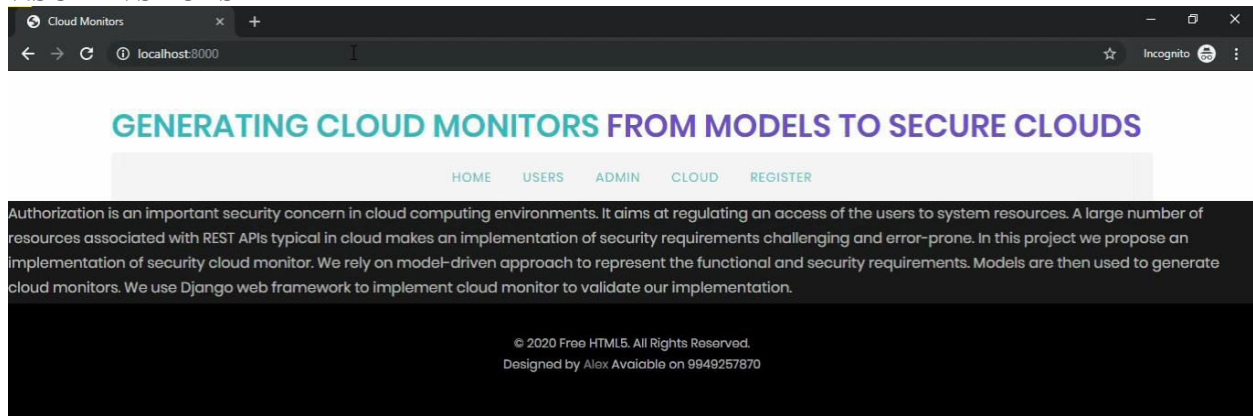 Cloud Monitors
localhost:8000
Incognito
GENERATING CLOUD MONITORS FROM MODELS TO SECURE CLOUDS
HOME USERS ADMIN CLOUD REGISTER
Authorization is an important security concern in cloud computing environments. It aims at regulating an access of the users to system resources. A large number of
resources associated with REST APIs typical in cloud makes an implementation of security requirements challenging and error-prone. In this project we propose an
implementation of security cloud monitor. We rely on model-driven approach to represent the functional and security requirements. Models are then used to generate
cloud monitors. We use Django web framework to implement cloud monitor to validate our implementation.
© 2020 Free HTML5. All Rights Reserved.
Designed by Alex Avaiable on 9949257870